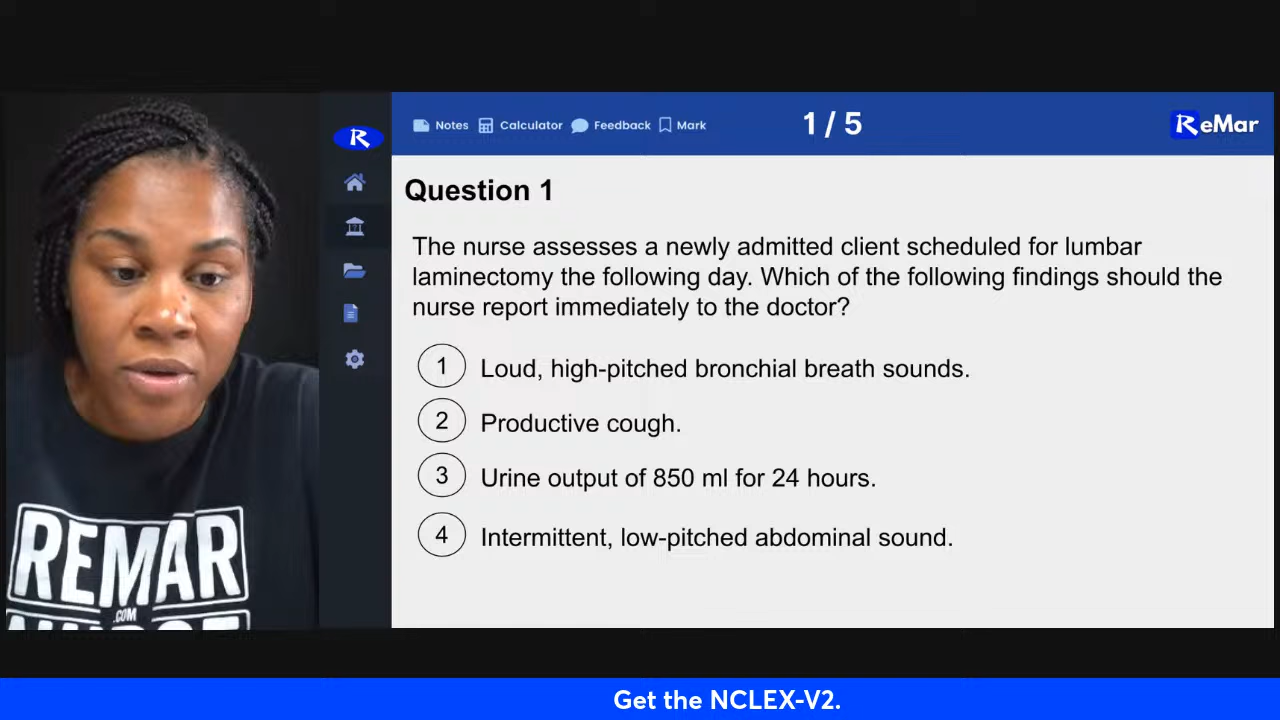 Notes
Calculator
Feedback
Mark
1 / 5
ReMar
R
Question 1
The nurse assesses a newly admitted client scheduled for lumbar
laminectomy the following day. Which of the following findings should the
nurse report immediately to the doctor?
1 Loud, high-pitched bronchial breath sounds.
2 Productive cough.
3 Urine output of 850 ml for 24 hours.
4 Intermittent, low-pitched abdominal sound.
REMAR
.COM
NURSE
Get the NCLEX-V2.